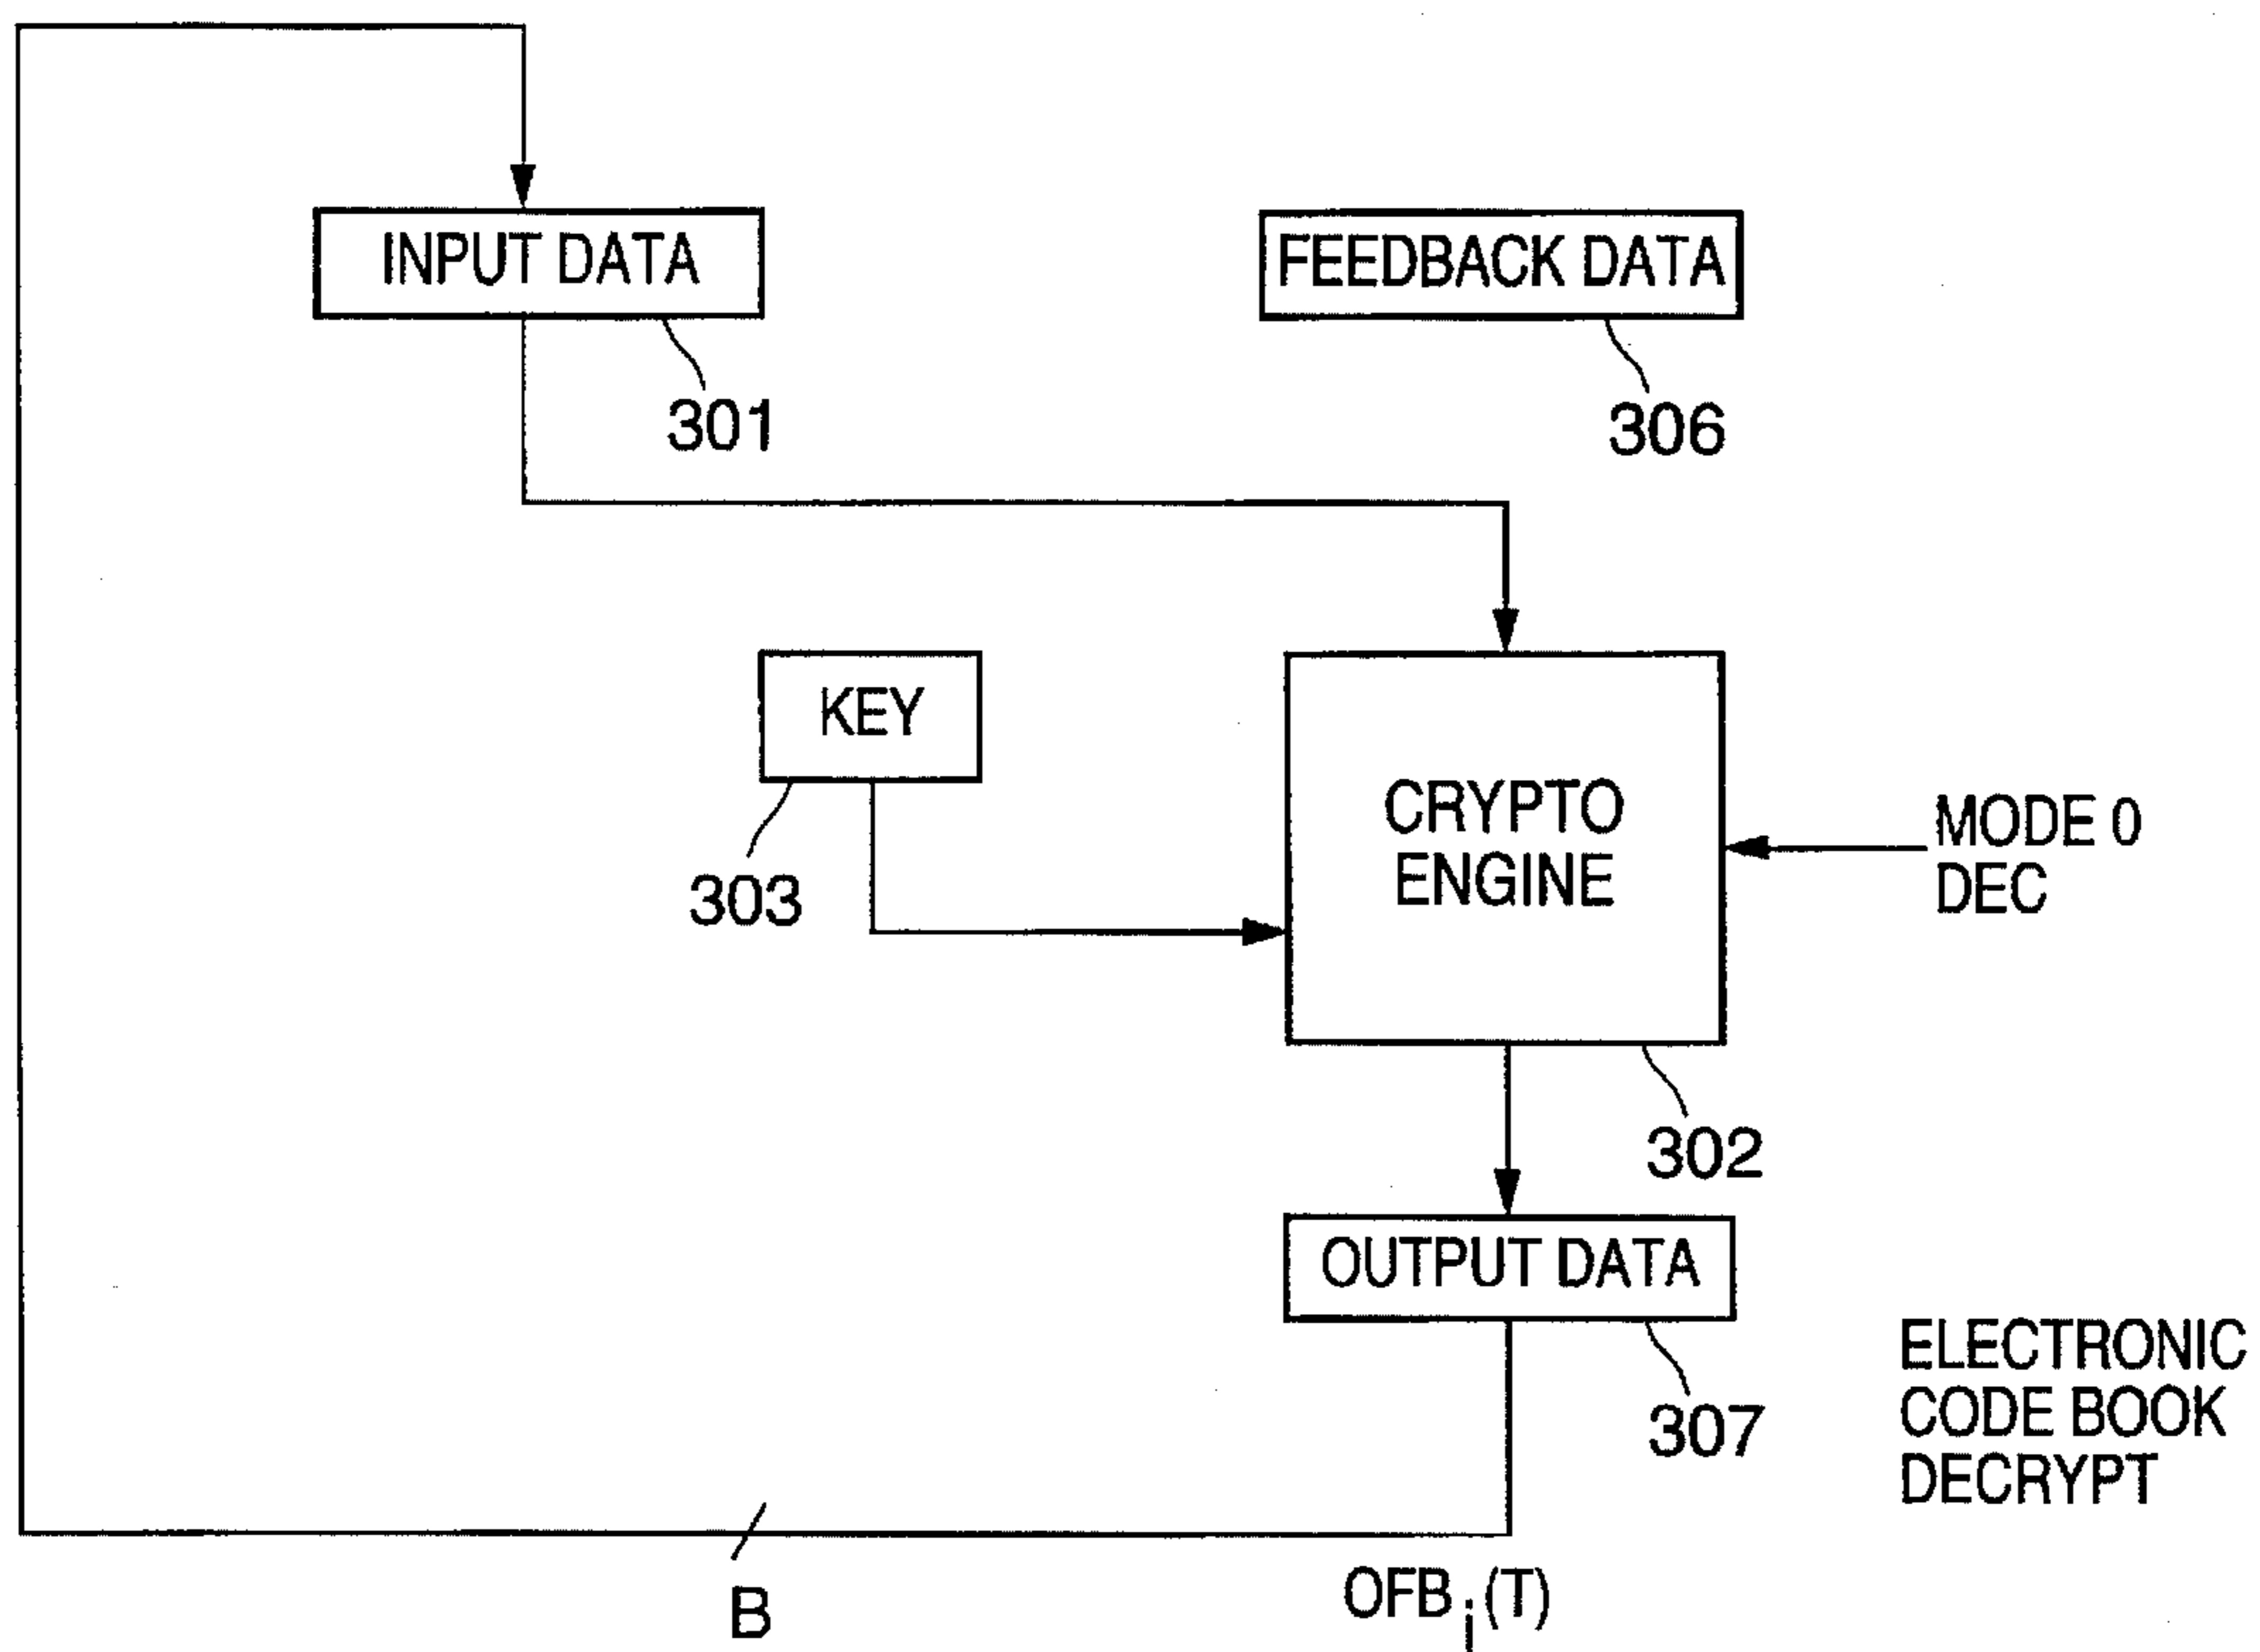 INPUT DATA
FEEDBACK DATA
301
306
KEY
303
CRYPTO
ENGINE
MODE 0
DEC
302
OUTPUT DATA
307
ELECTRONIC
CODE BOOK
DECRYPT
B
OFBi(T)